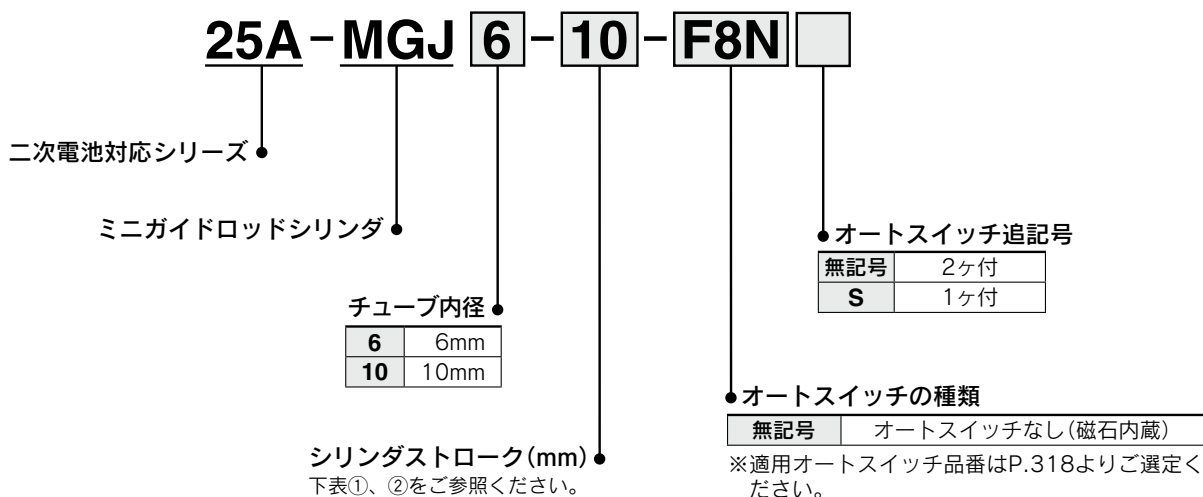 25A-MGJ 6-10-F8N
二次電池対応シリーズ
ミニガイドロッドシリンダ
チューブ内径
6 6mm
10 10mm
シリンダストローク(mm)
下表①、②をご参照ください。
オートスイッチ追記号
無記号 2ヶ付
S 1ヶ付
オートスイッチの種類
無記号 オートスイッチなし(磁石内蔵)
※適用オートスイッチ品番はP.318よりご選定く
ださい。